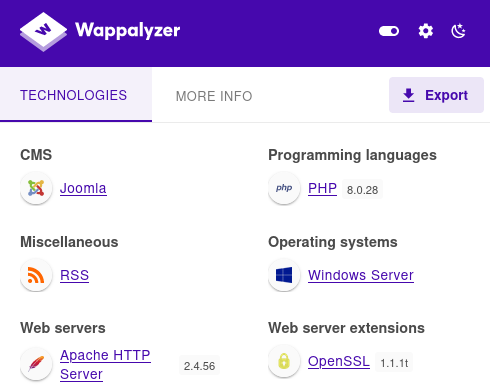 Wappalyzer
TECHNOLOGIES
MORE INFO
Export
CMS
Joomla
Programming languages
php
PHP 8.0.28
Miscellaneous
RSS
Operating systems
Windows Server
Web servers
Apache HTTP
Server 2.4.56
Web server extensions
OpenSSL 1.1.1t